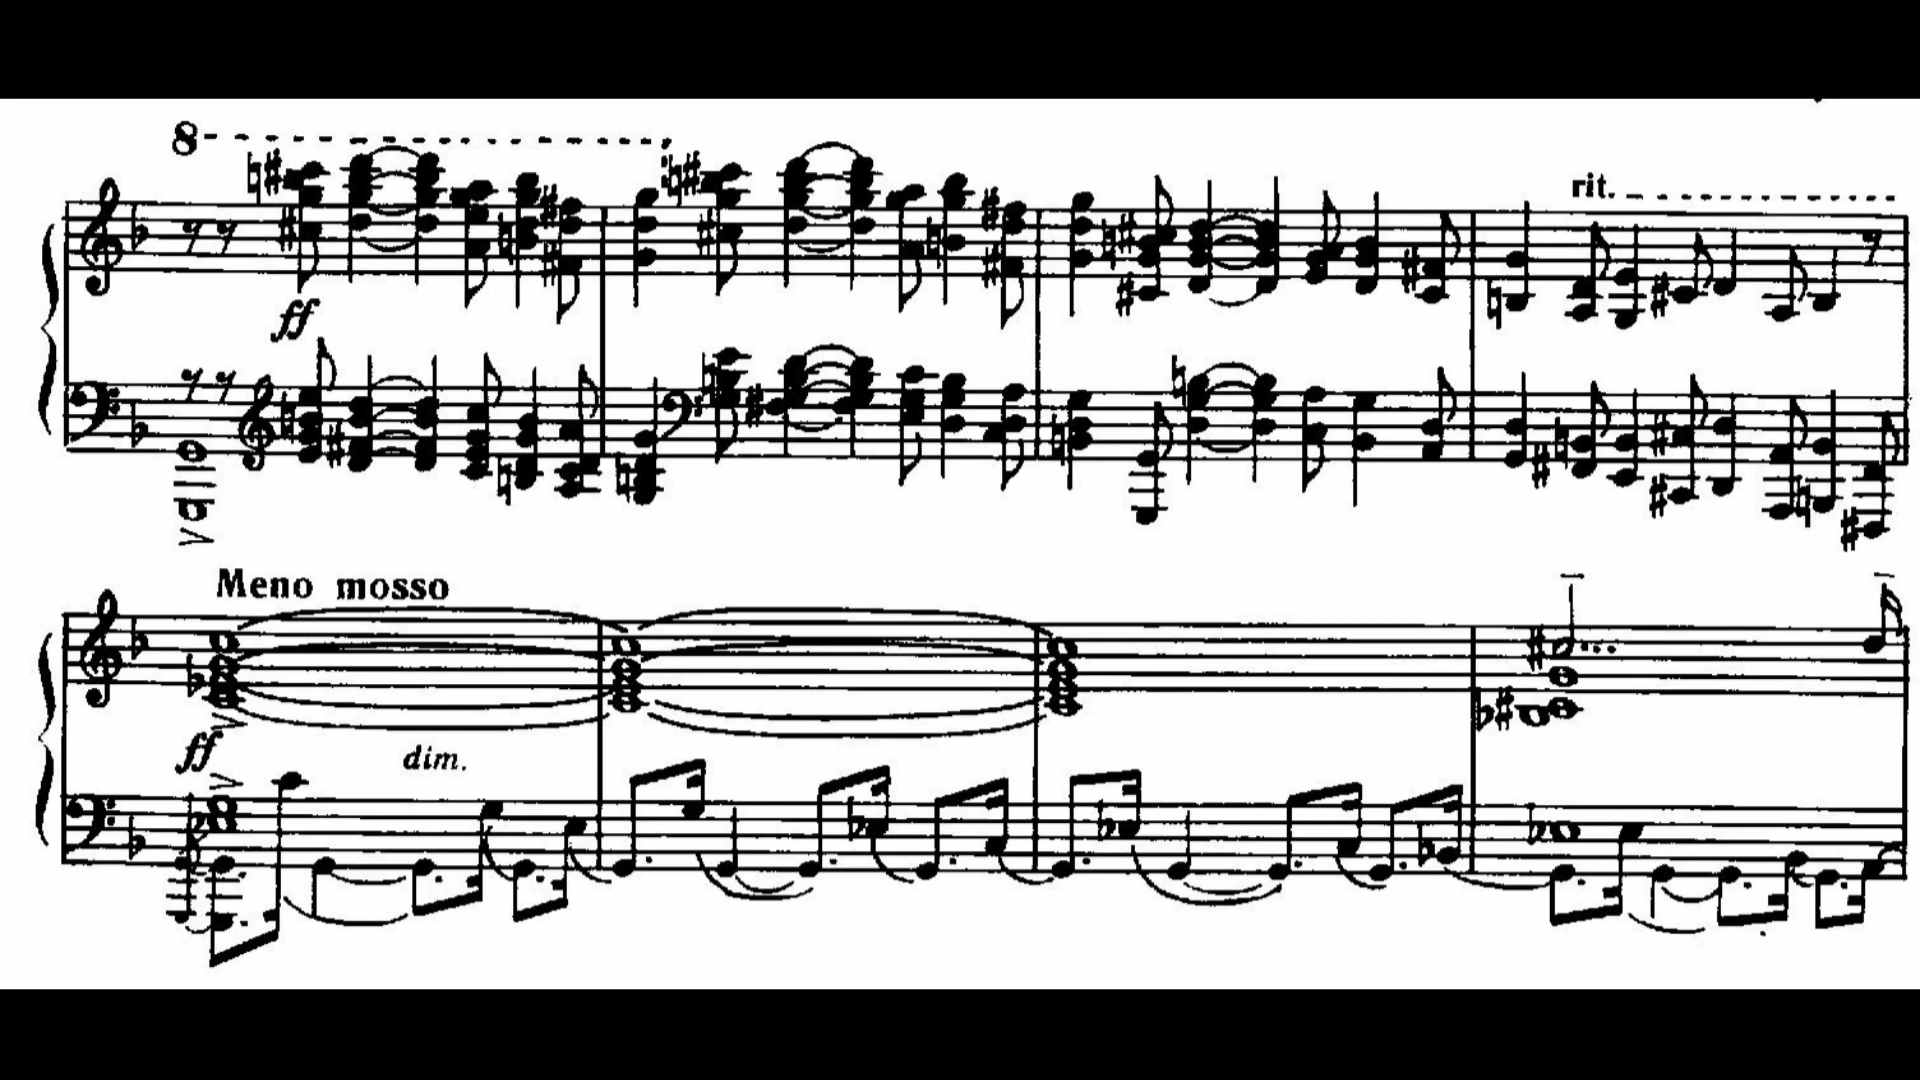 8
rit.
ff
Meno mosso
ff
dim.